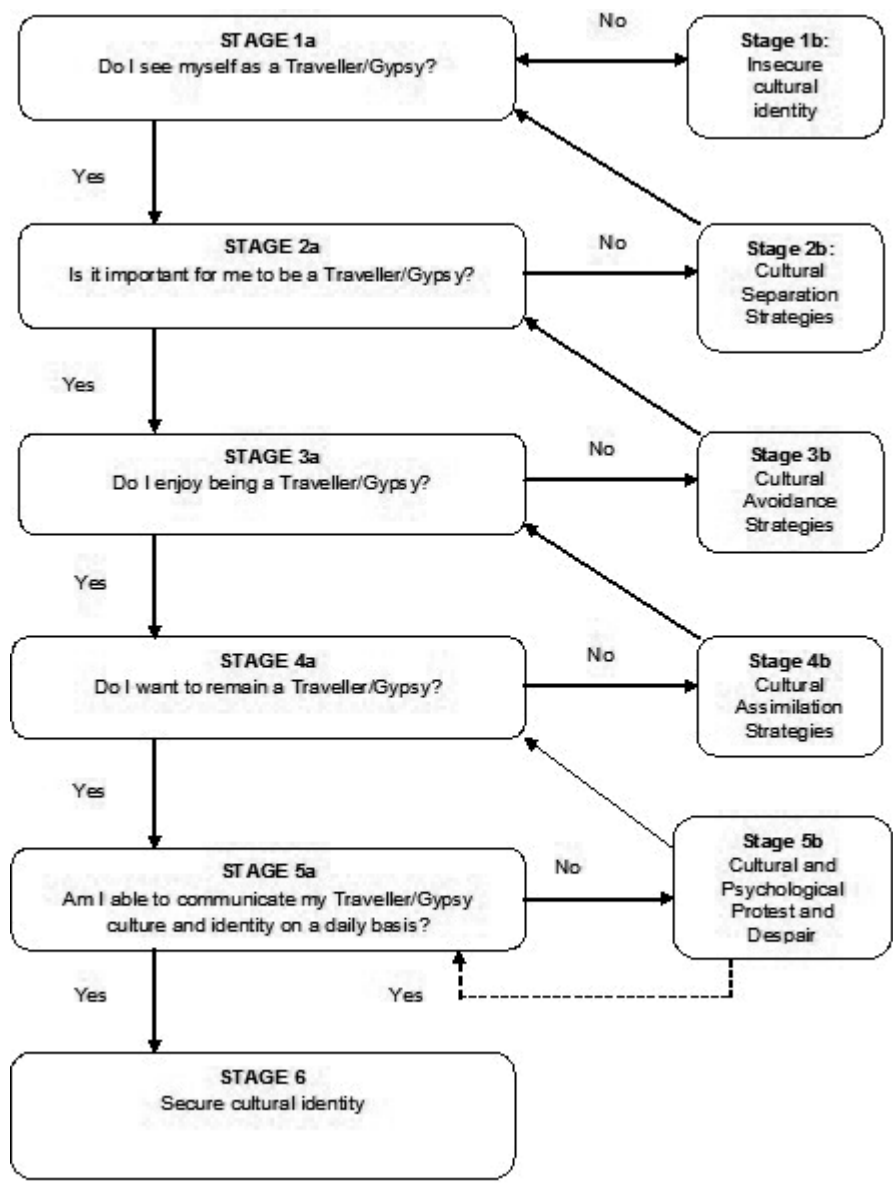 STAGE 1a
Do I see myself as a Traveller/Gypsy?
No
Stage 1b:
Insecure
cultural
identity
Yes
STAGE 2a
Is it important for me to be a Traveller/Gypsy?
No
Stage 2b:
Cultural
Separation
Strategies
Yes
STAGE 3a
Do I enjoy being a Traveller/Gypsy?
No
Stage 3b
Cultural
Avoidance
Strategies
Yes
STAGE 4a
Do I want to remain a Traveller/Gypsy?
No
Stage 4b
Cultural
Assimilation
Strategies
Yes
STAGE 5a
Am I able to communicate my Traveller/Gypsy
culture and identity on a daily basis?
No
Stage 5b
Cultural and
Psychological
Protest and
Despair
Yes
Yes
STAGE 6
Secure cultural identity